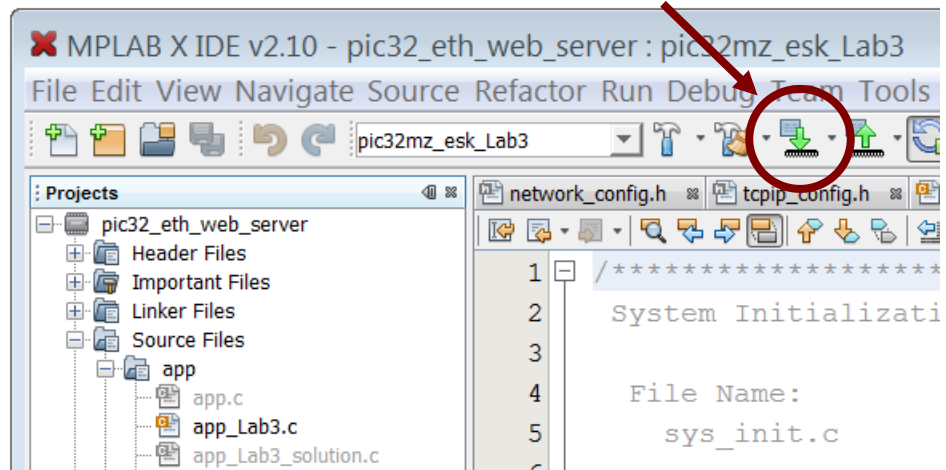 MPLAB X IDE v2.10 - pic32_eth_web_server : pic32mz_esk_Lab3
File Edit View Navigate Source Refactor Run Debug Team Tools
pic32mz_esk_Lab3
Projects
network_config.h
tcpip_config.h
pic32_eth_web_server
Header Files
Important Files
Linker Files
Source Files
app
app.c
app_Lab3.c
app_Lab3_solution.c
1 /*******************
2 System Initializati
3
4 File Name:
5 sys_init.c